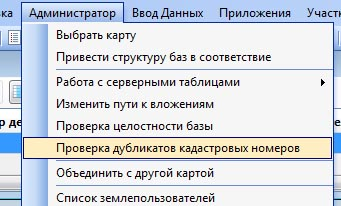 Администратор Ввод Данных Приложения
Выбрать карту
Привести структуру баз в соответствие
Работа с серверными таблицами
Изменить пути к вложениям
Проверка целостности базы
Проверка дубликатов кадастровых номеров
Объединить с другой картой
Список землепользователей